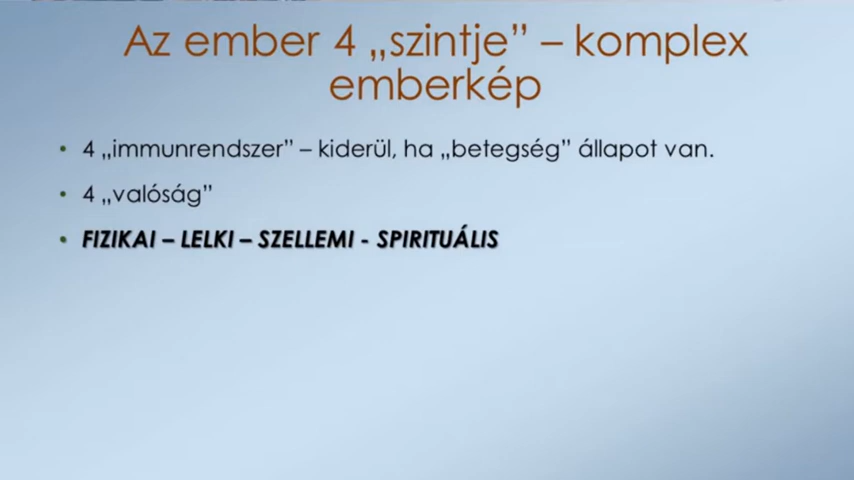 Az ember 4 „szintje” – komplex
emberkép
• 4 „immunrendszer” – kiderül, ha „betegség” állapot van.
• 4 „valóság”
• FIZIKAI – LELKI – SZELLEMI - SPIRITUÁLIS